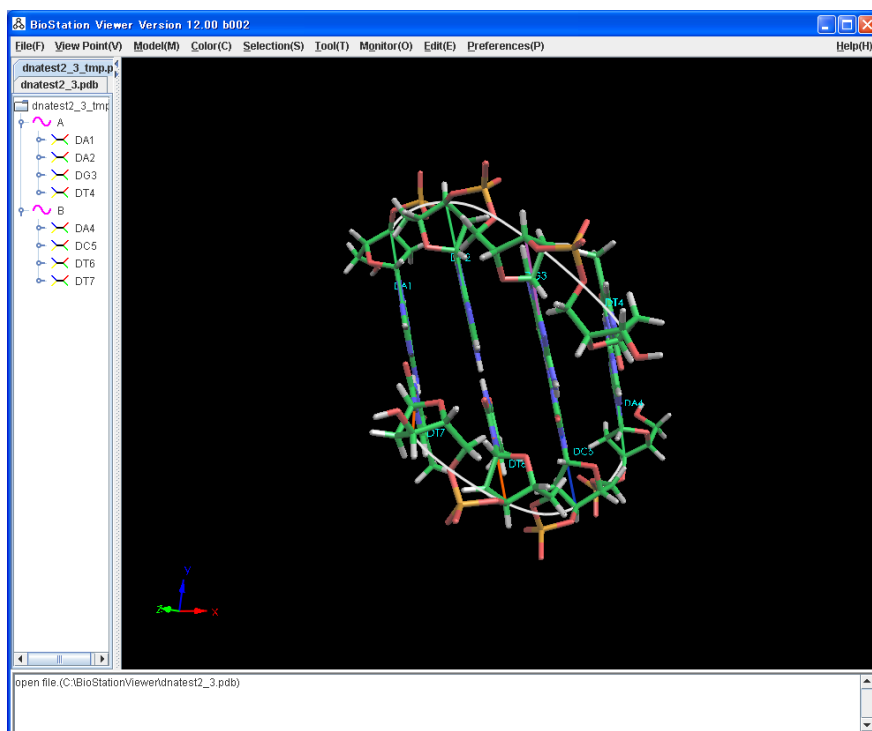 BioStation Viewer Version 12.00 b002
File(F) View Point(V) Model(M) Color(C) Selection(S) Tool(T) Monitor(O) Edit(E) Preferences(P) Help(H)
dnatest2_3_tmp.p
dnatest2_3.pdb
dnatest2_3_tmp
A
DA1
DA2
DG3
DT4
B
DA4
DC5
DT6
DT7
DA1
DG3
DT4
DA4
DT7
DC5
DT6
Y
Z
X
open file.(C:\BioStationViewer\dnatest2_3.pdb)